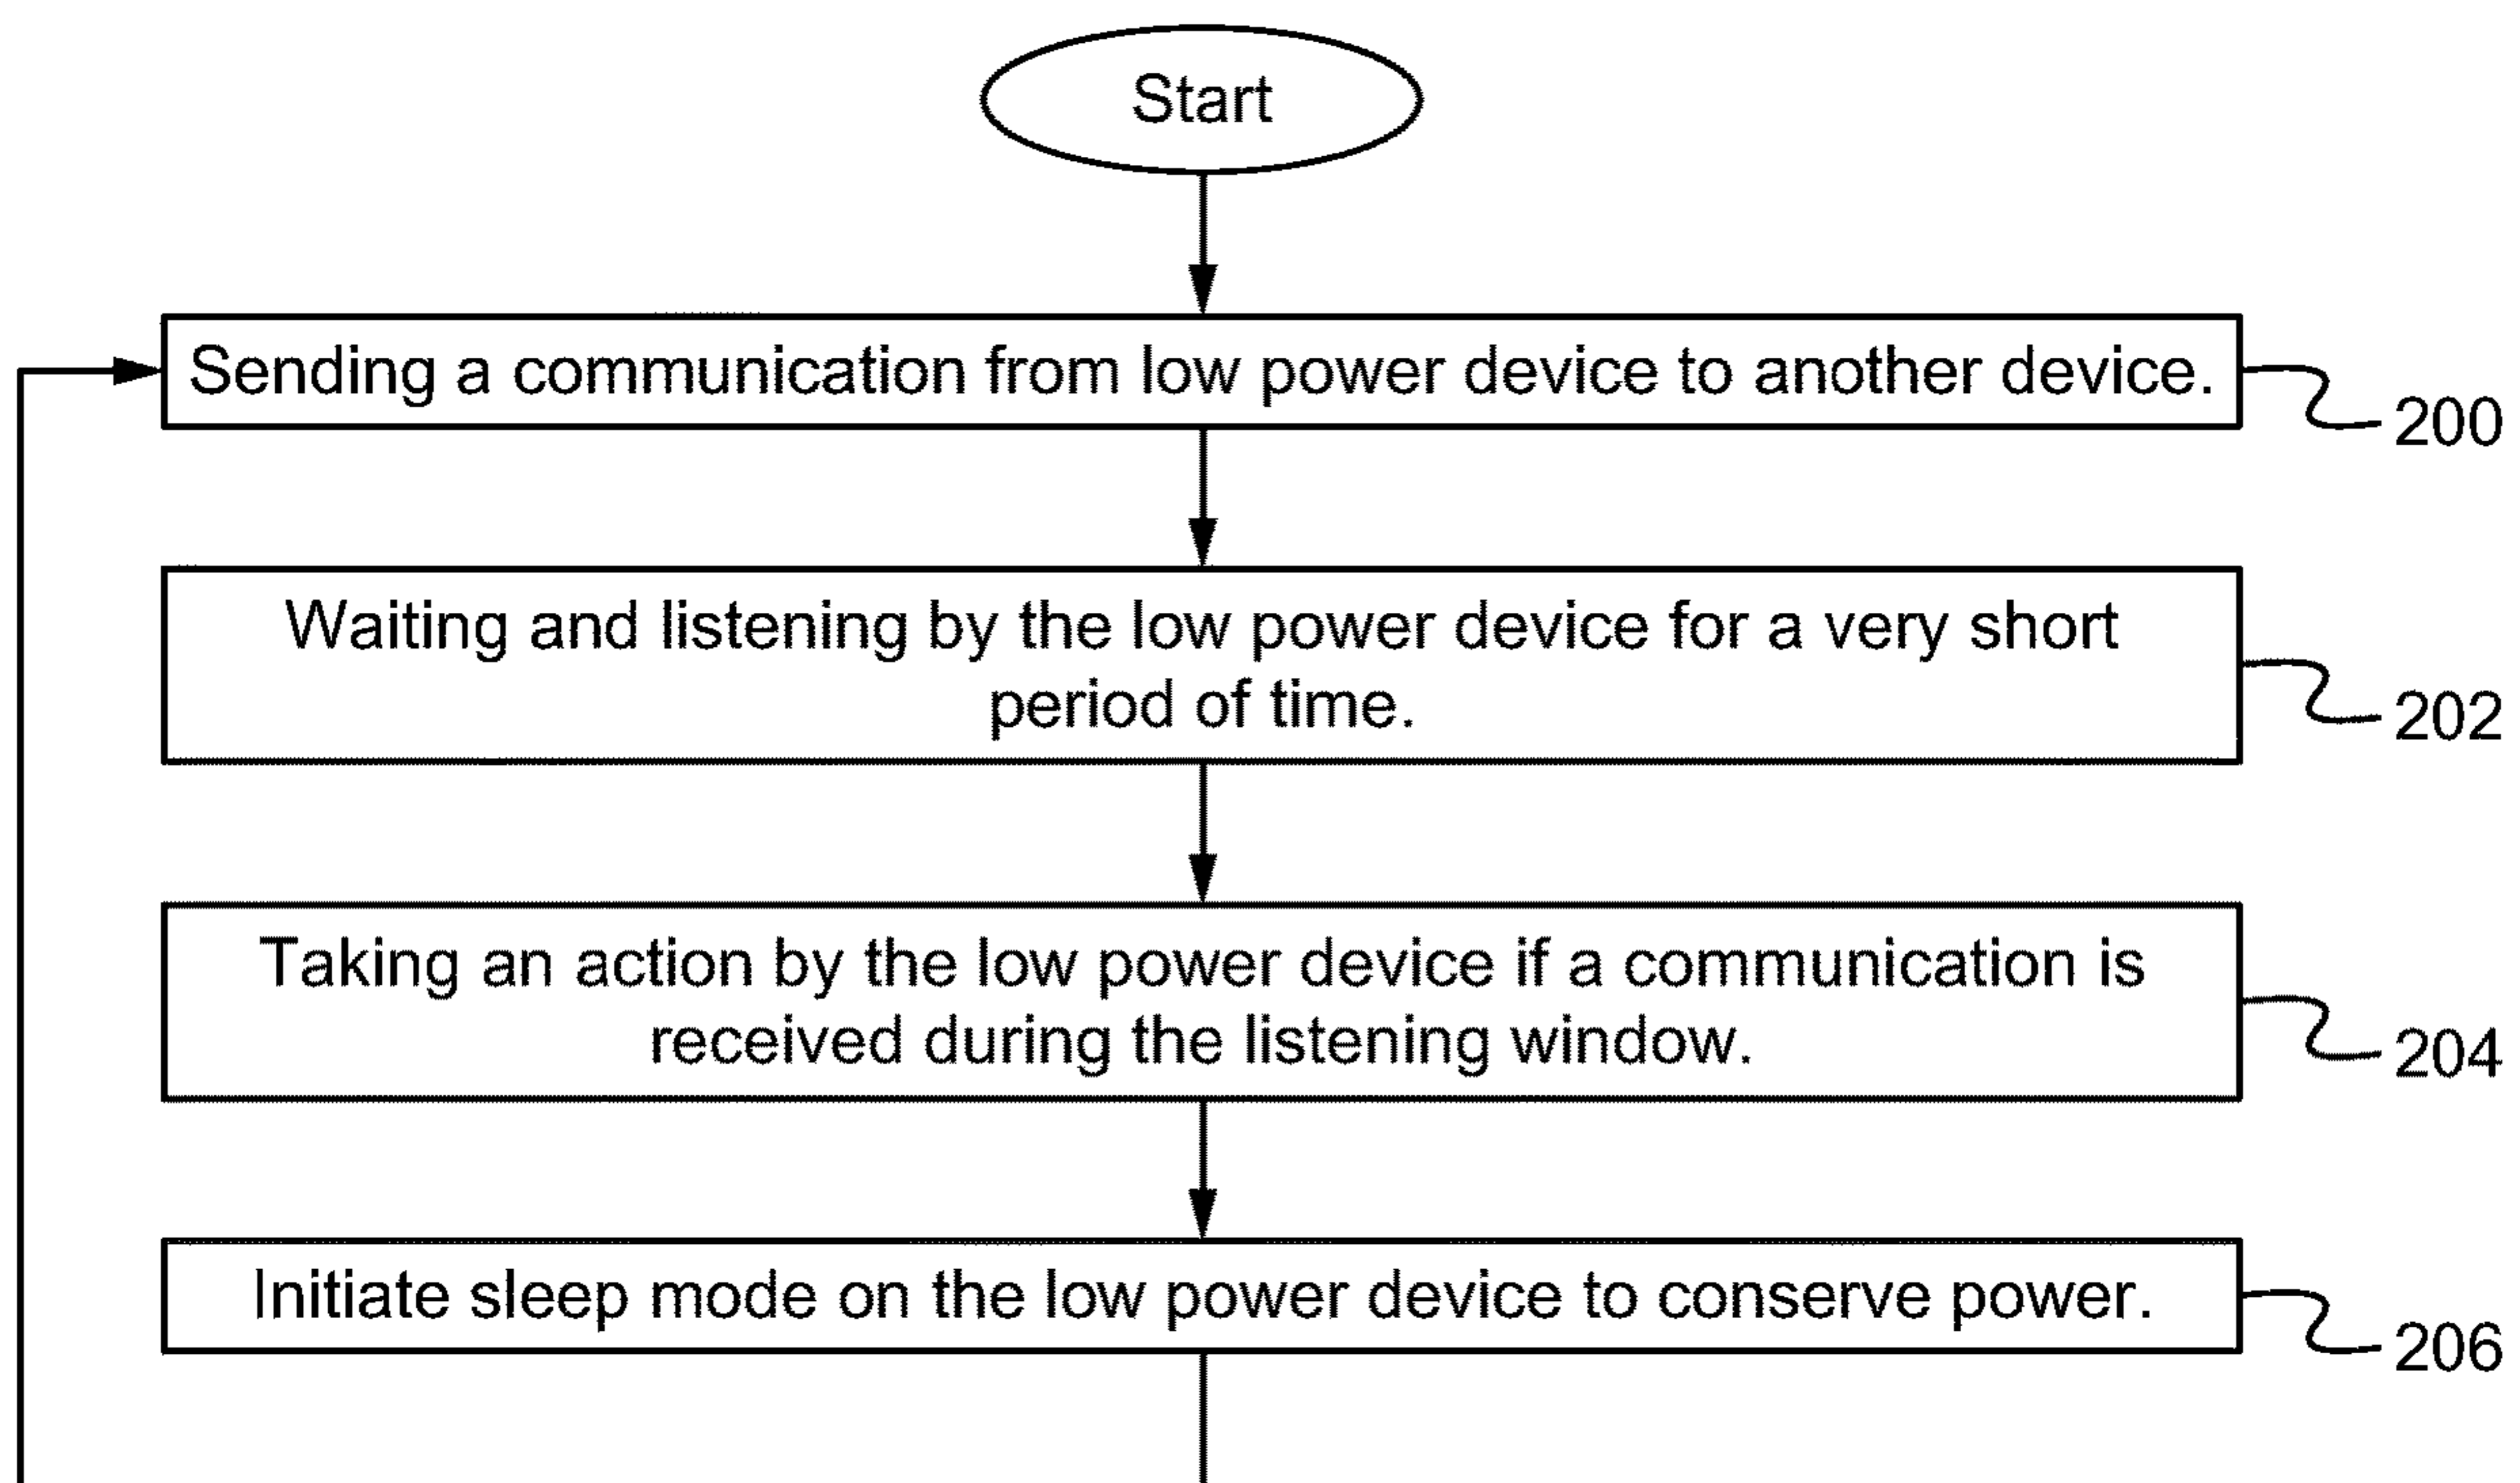 Start
Sending a communication from low power device to another device.
200
Waiting and listening by the low power device for a very short
period of time.
202
Taking an action by the low power device if a communication is
received during the listening window.
204
Initiate sleep mode on the low power device to conserve power.
206